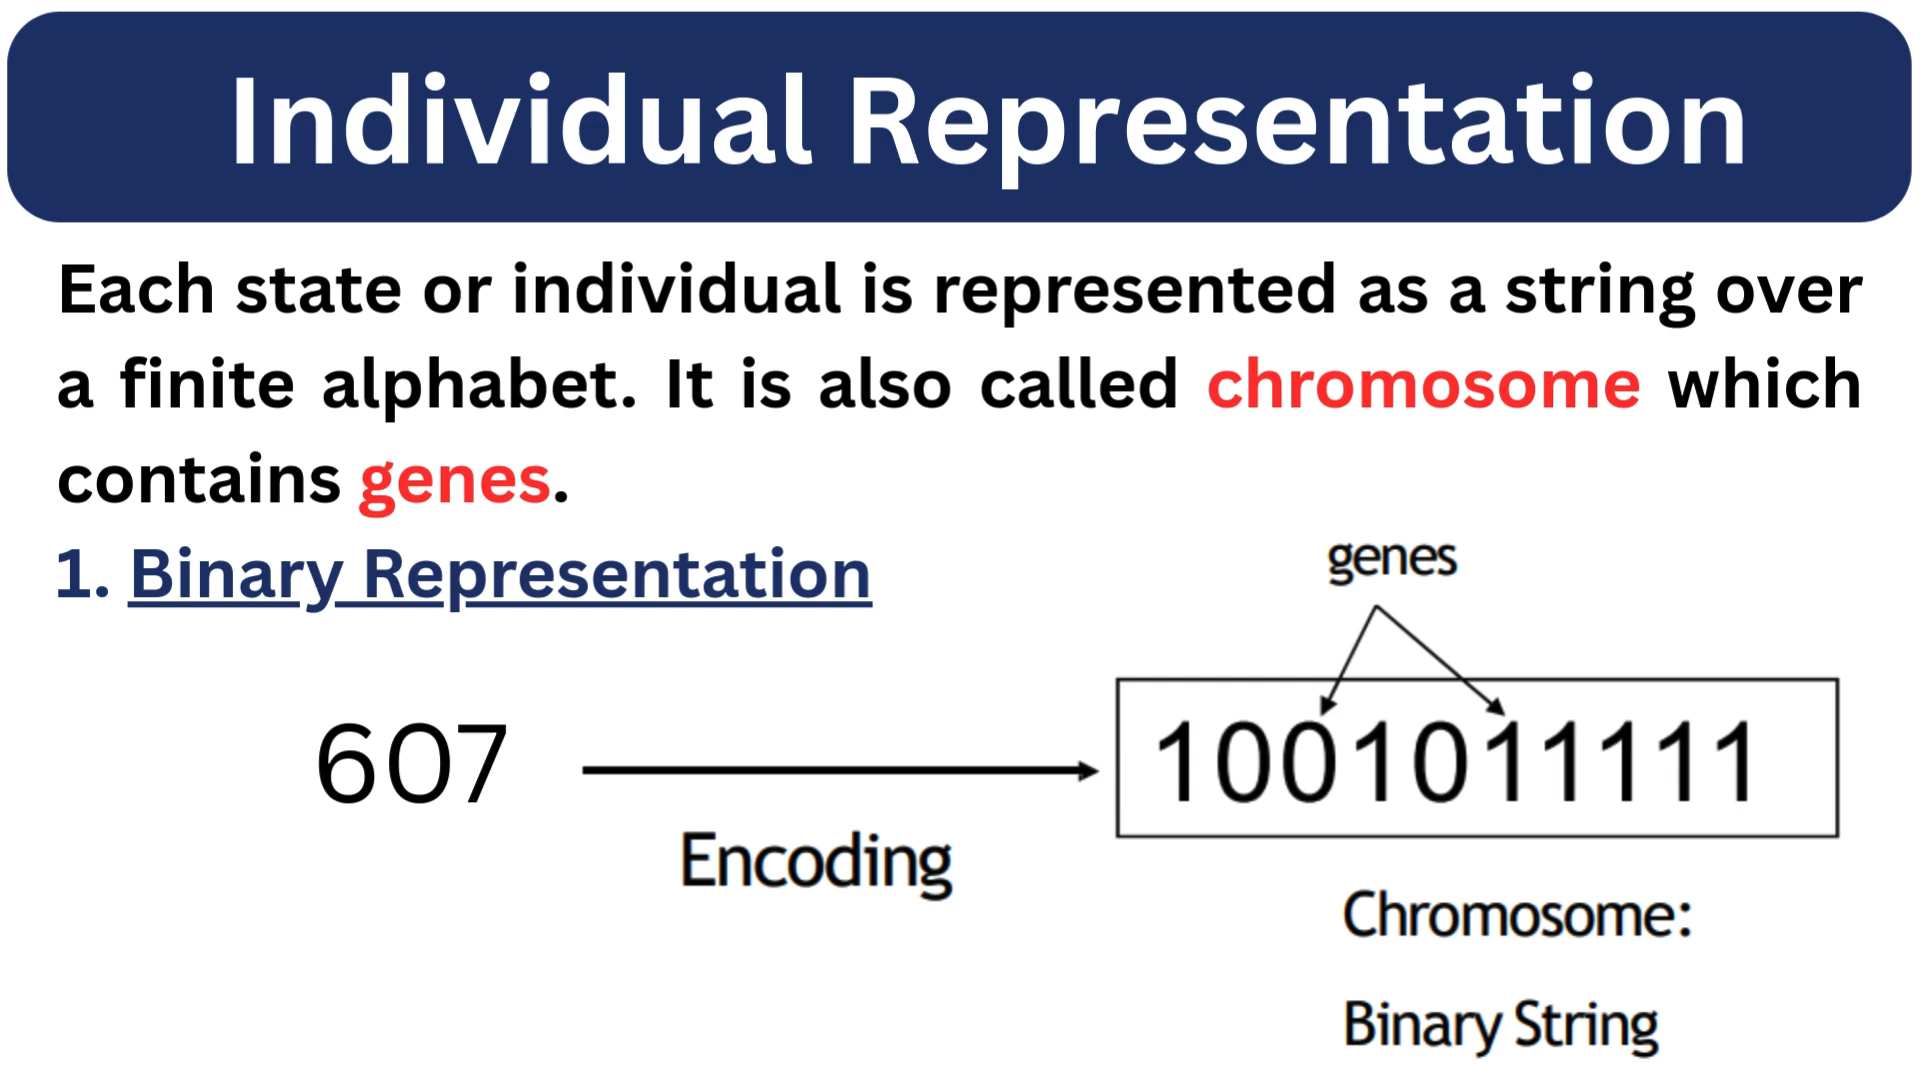 Individual Representation
Each state or individual is represented as a string over
a finite alphabet. It is also called chromosome which
contains genes.
1. Binary Representation
genes
607
1001011111
Encoding
Chromosome:
Binary String